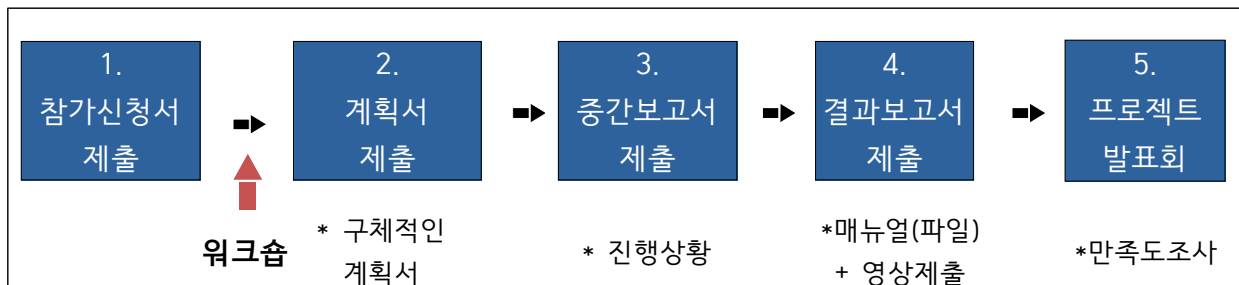 1.
참가신청서
제출
2.
계획서
제출
3.
중간보고서
제출
4.
결과보고서
제출
5.
프로젝트
발표회
워크숍
* 구체적인
계획서
* 진행상황
*매뉴얼(파일)
+ 영상제출
*만족도조사